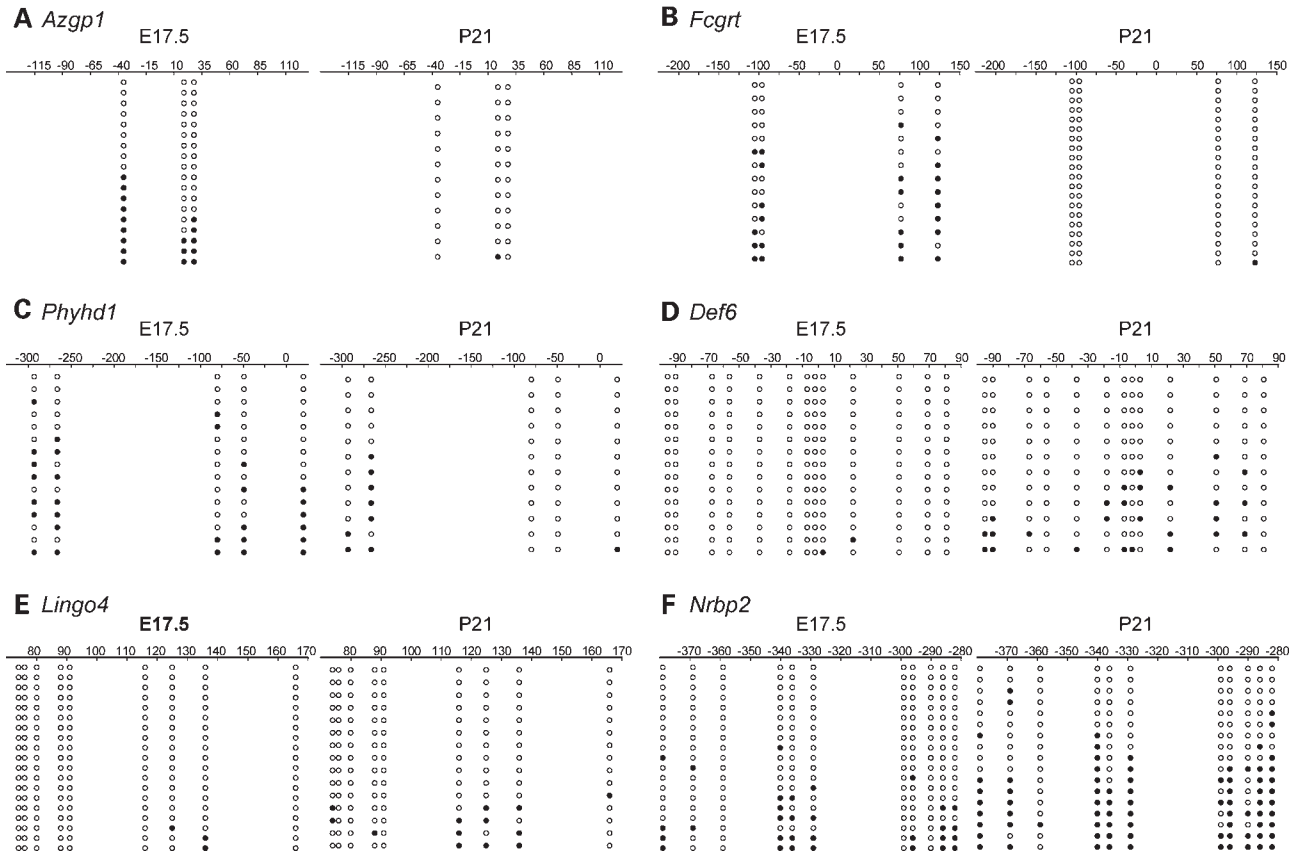 A Azgp1
E17.5 P21
-115 -90 -65 -40 -15 10 35 60 85 110 -115 -90 -65 -40 -15 10 35 60 85 110
B Fcgrt
E17.5 P21
-200 -150 -100 -50 0 50 100 150 -200 -150 -100 -50 0 50 100 150
C Phyhd1
E17.5 P21
-300 -250 -200 -150 -100 -50 0 -300 -250 -200 -150 -100 -50 0
D Def6
E17.5 P21
-90 -70 -50 -30 -10 10 30 50 70 90 -90 -70 -50 -30 -10 10 30 50 70 90
E Lingo4
E17.5 P21
80 90 100 110 120 130 140 150 160 170 80 90 100 110 120 130 140 150 160 170
F Nrbp2
E17.5 P21
-370 -360 -350 -340 -330 -320 -310 -300 -290 -280 -370 -360 -350 -340 -330 -320 -310 -300 -290 -280